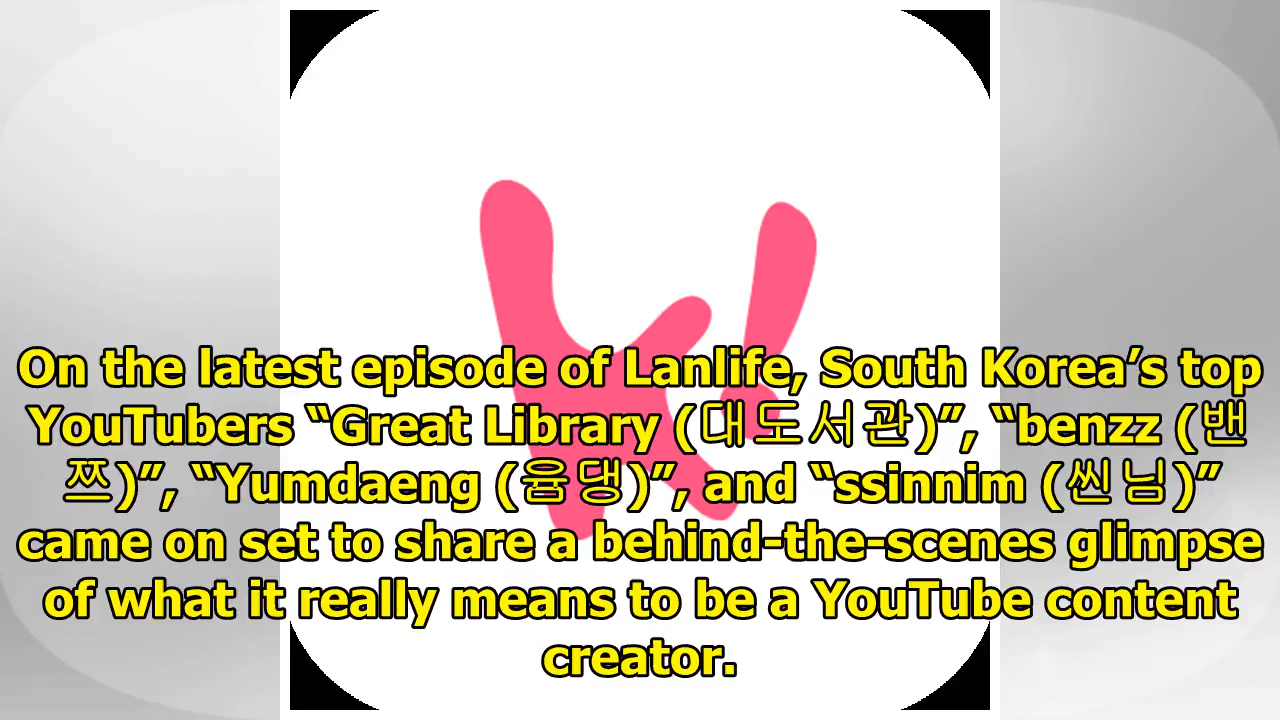 On the latest episode of Lanlife, South Korea’s top
YouTubers “Great Library (대도서관)”, “benzz (밴
쯔)”, “Yumdaeng (윰댕)”, and “ssinnim (씬님)”
came on set to share a behind-the-scenes glimpse
of what it really means to be a YouTube content
creator.